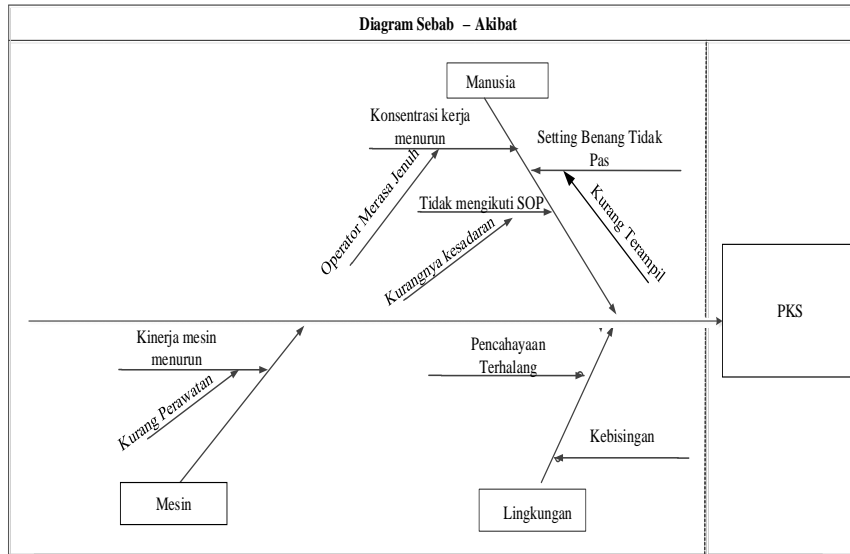 Diagram Sebab – Akibat
Manusia
Konsentrasi kerja
menurun
Setting Benang Tidak
Pas
Operator Merasa Jenuh
Tidak mengikuti SOP
Kurangnya kesadaran
Kurang Terampil
PKS
Kinerja mesin
menurun
Pencahayaan
Terhalang
Kurang Perawatan
Kebisingan
Mesin
Lingkungan